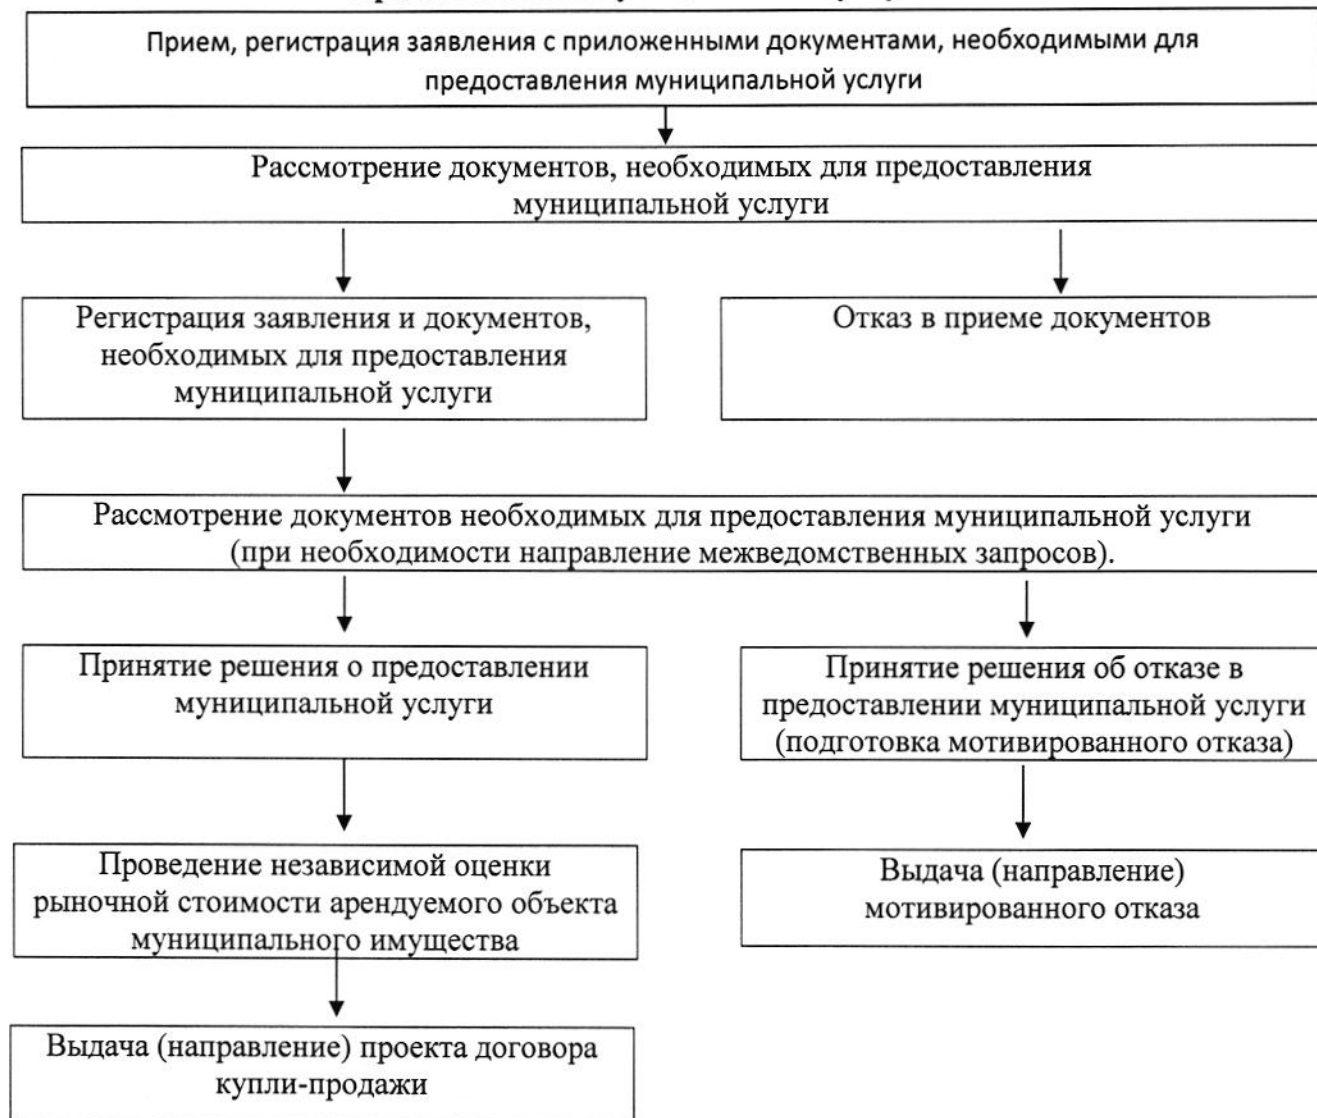 Прием, регистрация заявления с приложенными документами, необходимыми для
предоставления муниципальной услуги
Рассмотрение документов, необходимых для предоставления
муниципальной услуги
Регистрация заявления и документов,
необходимых для предоставления
муниципальной услуги
Отказ в приеме документов
Рассмотрение документов необходимых для предоставления муниципальной услуги
(при необходимости направление межведомственных запросов).
Принятие решения о предоставлении
муниципальной услуги
Принятие решения об отказе в
предоставлении муниципальной услуги
(подготовка мотивированного отказа)
Проведение независимой оценки
рыночной стоимости арендуемого объекта
муниципального имущества
Выдача (направление)
мотивированного отказа
Выдача (направление) проекта договора
купли-продажи